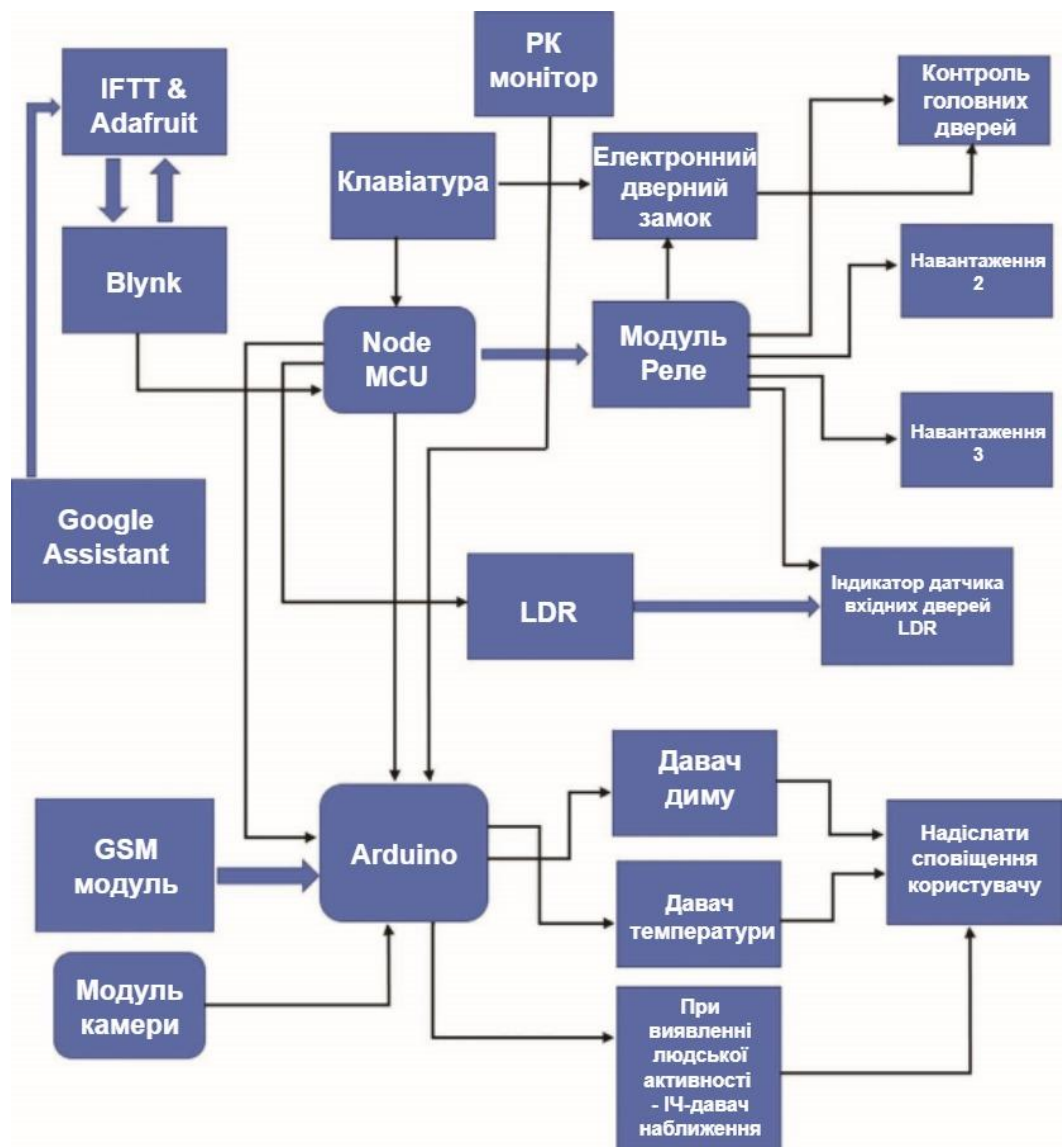 РК
монітор
IFTT &
Adafruit
Контроль
головних
дверей
Клавіатура
Електронний
дверний
замок
Blynk
Навантаження
2
Node
MCU
Модуль
Реле
Навантаження
3
Google
Assistant
LDR
Індикатор датчика
вхідних дверей
LDR
Давач
диму
GSM
модуль
Arduino
Надіслати
сповіщення
користувачу
Давач
температури
Модуль
камери
При
виявленні
людської
активності
- ІЧ-давач
наближення